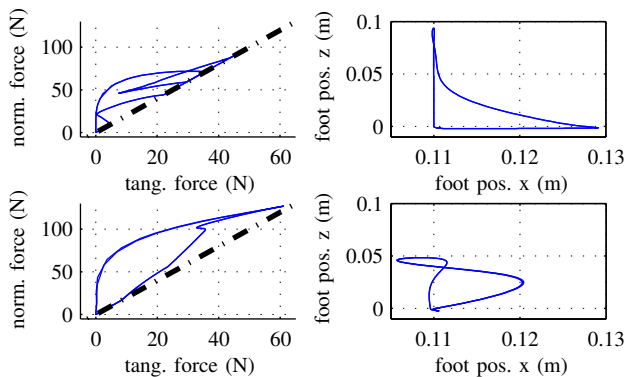 norm. force (N)
100
50
0
0 20 40 60
tang. force (N)
foot pos. z (m)
0.1
0.05
0
0.11 0.12 0.13
foot pos. x (m)
norm. force (N)
100
50
0
0 20 40 60
tang. force (N)
foot pos. z (m)
0.1
0.05
0
0.11 0.12 0.13
foot pos. x (m)